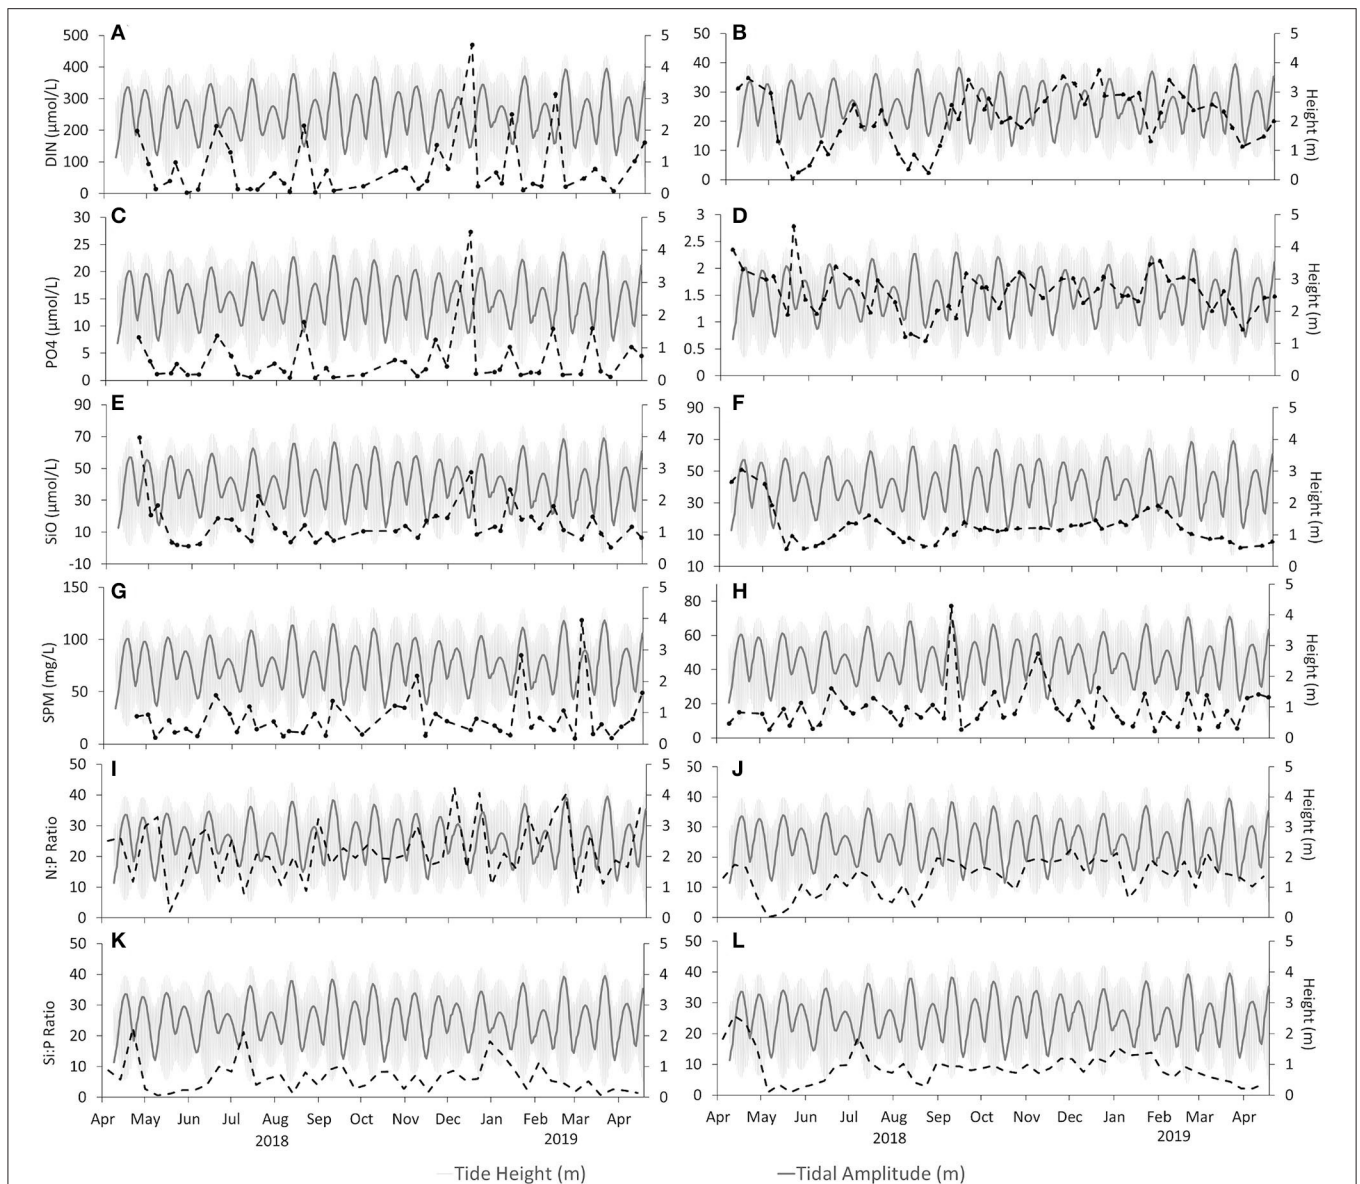 A B
500 400 300 200 100 0
DIN (µmol/L)
5 4 3 2 1 0
50 40 30 20 10 0
5 4 3 2 1 0
Height (m)
C D
30 25 20 15 10 5 0
PO4 (µmol/L)
5 4 3 2 1 0
3 2.5 2 1.5 1 0.5 0
5 4 3 2 1 0
Height (m)
E F
90 70 50 30 10 -10
SiO (µmol/L)
5 4 3 2 1 0
90 70 50 30 10 10
5 4 3 2 1 0
Height (m)
G H
150 100 50 0
SPM (mg/L)
5 4 3 2 1 0
80 60 40 20 0
5 4 3 2 1 0
Height (m)
I J
50 40 30 20 10 0
N:P Ratio
5 4 3 2 1 0
50 40 30 20 10 0
5 4 3 2 1 0
Height (m)
K L
50 40 30 20 10 0
Si:P Ratio
5 4 3 2 1 0
50 40 30 20 10 0
5 4 3 2 1 0
Height (m)
Apr May Jun Jul Aug Sep Oct Nov Dec Jan Feb Mar Apr
2018 2019
Apr May Jun Jul Aug Sep Oct Nov Dec Jan Feb Mar Apr
2018 2019
Tide Height (m) Tidal Amplitude (m)